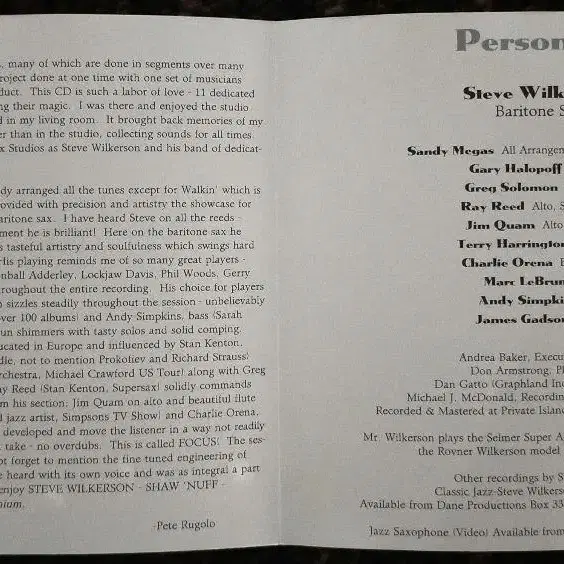 s, many of which are done in segments over many
roject done at one time with one set of musicians
duct. This CD is such a labor of love - 11 dedicated
ng their magic. I was there and enjoyed the studio
d in my living room. It brought back memories of my
er than in the studio, collecting sounds for all times.
x Studios as Steve Wilkerson and his band of dedicat-
dy arranged all the tunes except for Walkin' which is
ovided with precision and artistry the showcase for
aritone sax. I have heard Steve on all the reeds -
ment he is brilliant! Here on the baritone sax he
s tasteful artistry and soulfulness which swings hard
His playing reminds me of so many great players -
nball Adderley, Lockjaw Davis, Phil Woods, Gerry
roughout the entire recording. His choice for players
o sizzles steadily throughout the session - unbelievably
over 100 albums) and Andy Simpkins, bass (Sarah
un shimmers with tasty solos and solid comping.
ucated in Europe and influenced by Stan Kenton,
die, not to mention Prokofiev and Richard Strauss)
orchestra, Michael Crawford US Tour) along with Greg
ay Reed (Stan Kenton, Supersax) solidly commands
m his section. Jim Quam on alto and beautiful flute
d jazz artist, Simpsons TV Show) and Charlie Orena,
developed and move the listener in a way not readily
take - no overdubs. This is called FOCUS! The ses-
ot forget to mention the fine tuned engineering of
e heard with its own voice and was as integral a part
enjoy STEVE WILKERSON - SHAW 'NUFF -
nium.
-Pete Rugolo
Person
Steve Wilk
Baritone S
Sandy Megas All Arrangem
Gary Halopoff
Greg Solomon
Ray Reed Alto, S
Jim Quam Alto
Terry Harrington
Charlie Orena B
Marc LeBrun
Andy Simpki
James Gadson
Andrea Baker, Execu
Don Armstrong, Ph
Dan Gatto (Graphland Inc
Michael J. McDonald, Recording
Recorded & Mastered at Private Island
Mr. Wilkerson plays the Selmer Super A
the Rovner Wilkerson model
Other recordings by S
Classic Jazz-Steve Wilkerso
Available from Dane Productions Box 33
Jazz Saxophone (Video) Available from